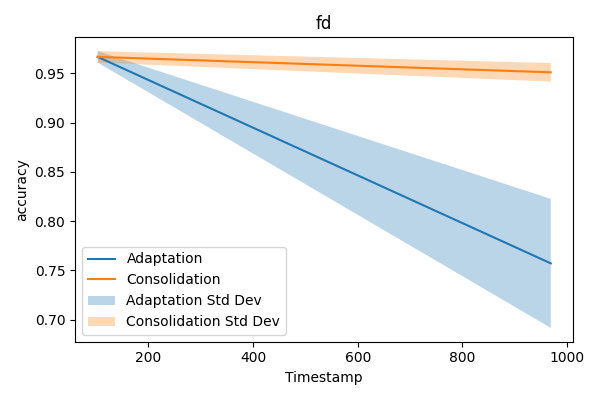 fd
accuracy
0.95
0.90
0.85
0.80
0.75
0.70
Adaptation
Consolidation
Adaptation Std Dev
Consolidation Std Dev
200 400 600 800 1000
Timestamp